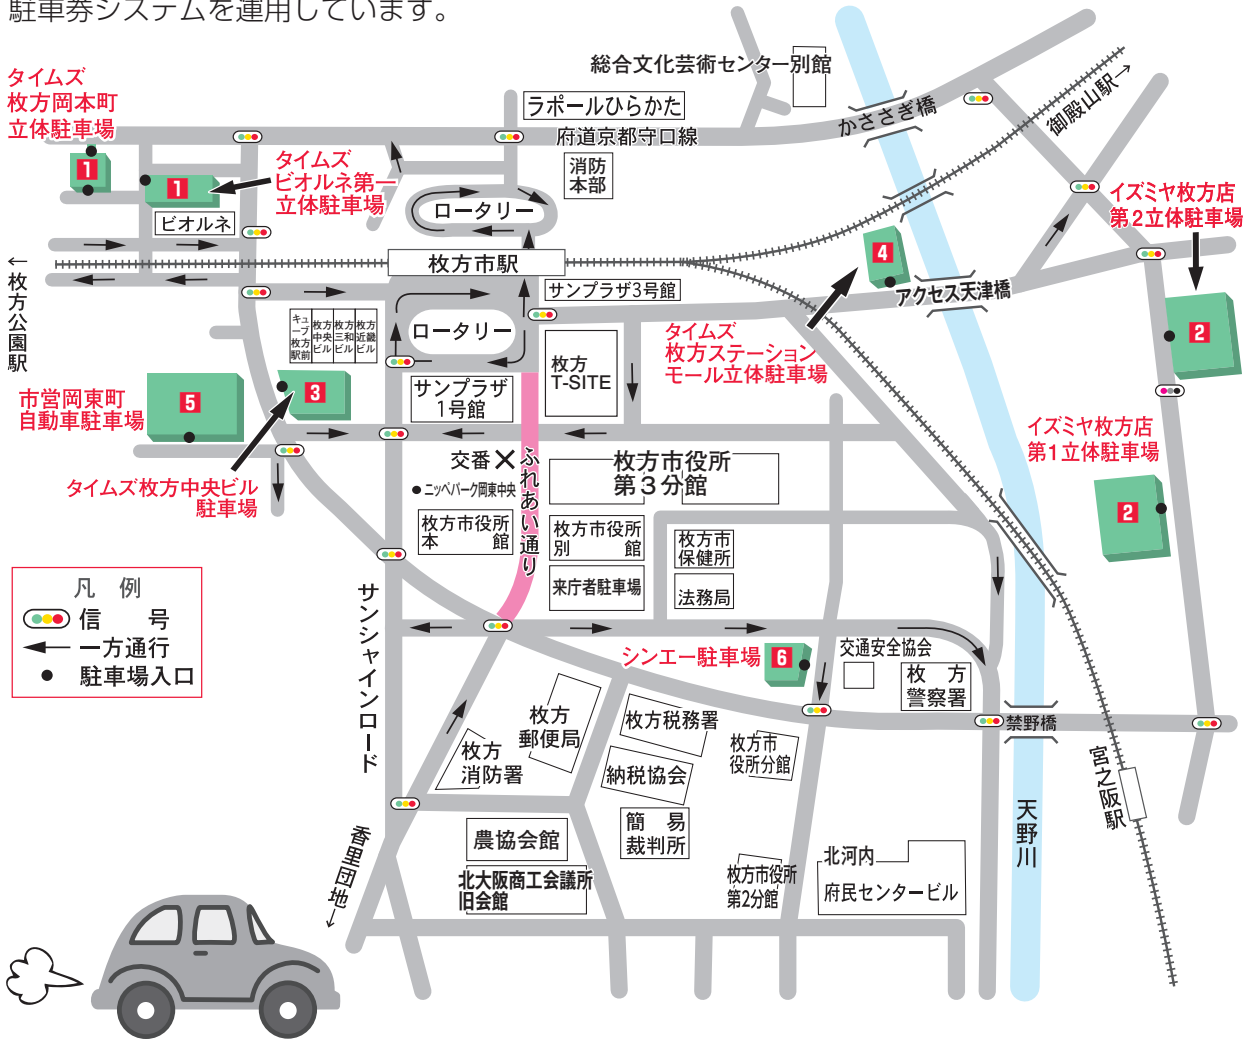 駐車券システムを運用しています。
総合文化芸術センター別館
タイムズ
枚方岡本町
立体駐車場
ラポールひらかた
府道京都守口線
かささぎ橋
御殿山駅→
1
1
タイムズ
ビオルネ第一
立体駐車場
消防
本部
イズミヤ枚方店
第2立体駐車場
ビオルネ
ロータリー
4
←枚方公園駅
枚方市駅
サンプラザ3号館
アクセス天津橋
キューブ枚方駅前
枚方中央ビル
枚方三和ビル
枚方近畿ビル
ロータリー
タイムズ
枚方ステーション
モール立体駐車場
2
枚方
T-SITE
サンプラザ
1号館
市営岡東町
自動車駐車場
5
3
イズミヤ枚方店
第1立体駐車場
交番
ふれあい通り
枚方市役所
第3分館
ニッペパーク岡東中央
タイムズ枚方中央ビル
駐車場
2
枚方市役所
本館
枚方市役所
別館
枚方市
保健所
来庁者駐車場
法務局
凡例
信号
一方通行
駐車場入口
サンシャインロード
シンエー駐車場
6
交通安全協会
枚方
警察署
枚方
郵便局
枚方税務署
禁野橋
枚方
消防署
枚方市
役所分館
納税協会
宮之阪駅
天野川
香里団地→
農協会館
簡易
裁判所
北大阪商工会議所
旧会館
枚方市役所
第2分館
北河内
府民センタービル